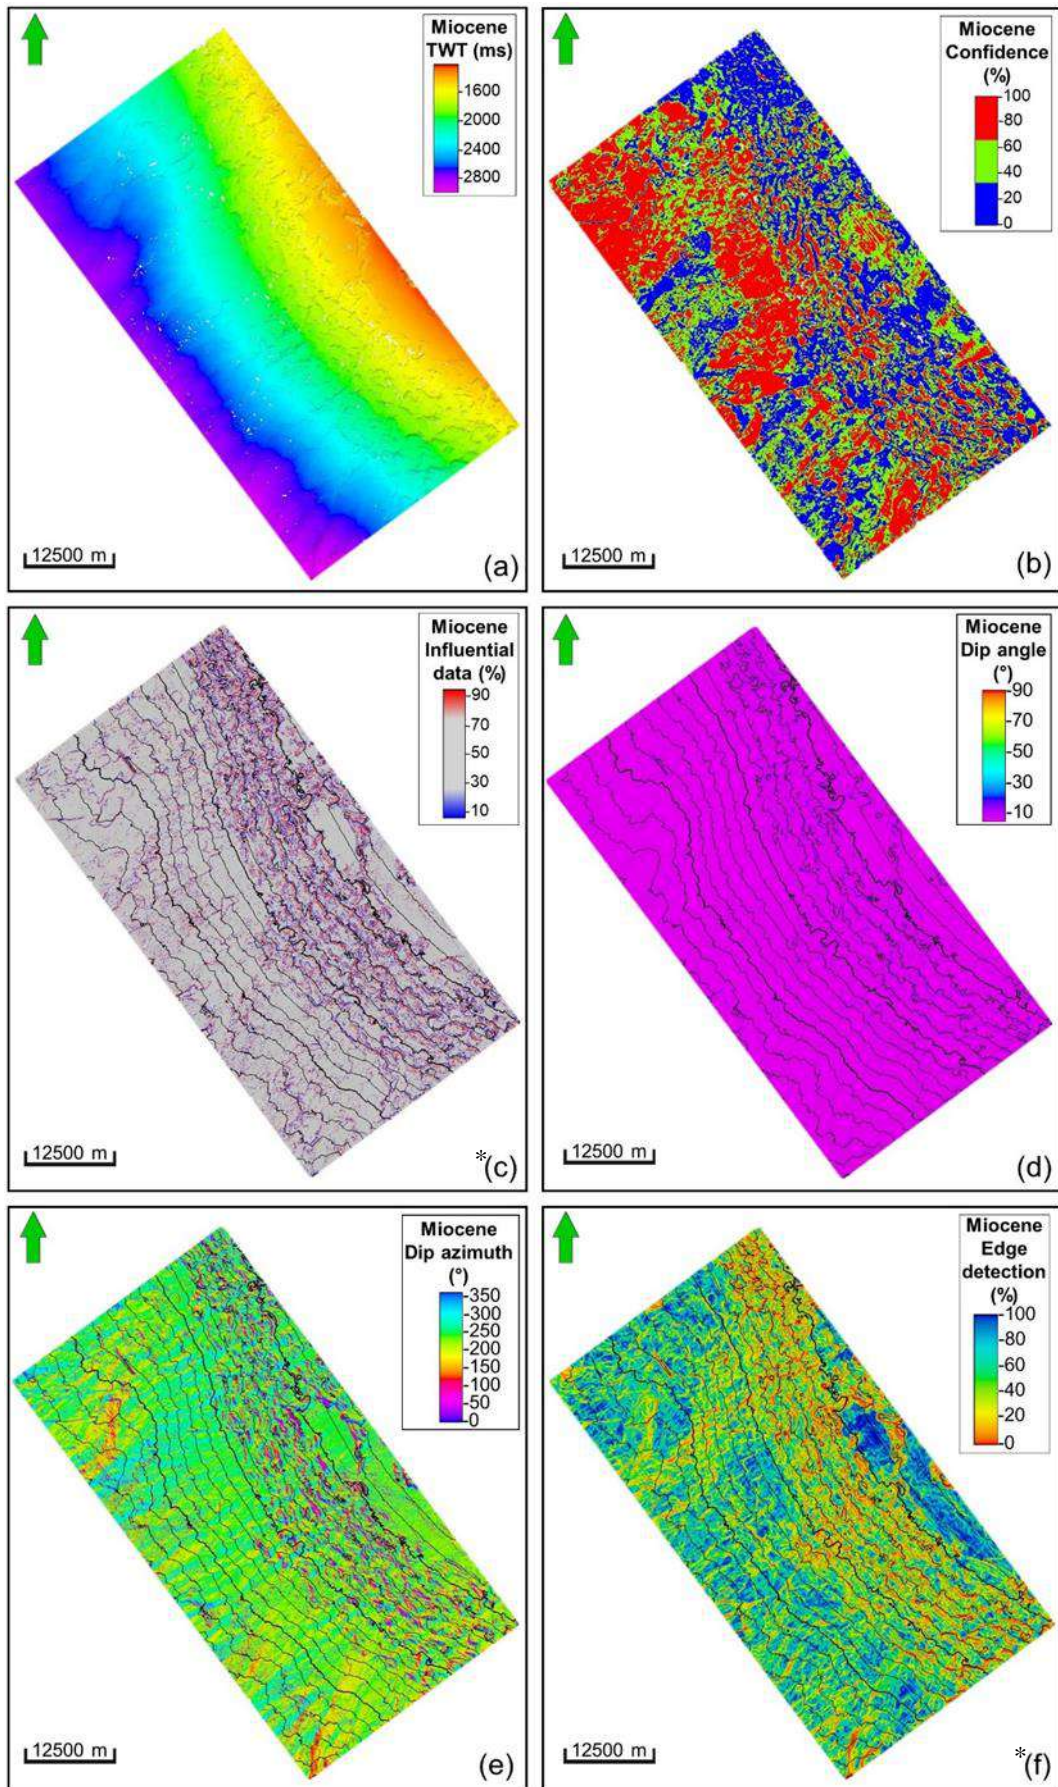 Miocene
TWT (ms)
1600
2000
2400
2800
12500 m
(a)
Miocene
Confidence
(%)
100
80
60
40
20
0
12500 m
(b)
Miocene
Influential
data (%)
90
70
50
30
10
12500 m
*(c)
Miocene
Dip angle
(°)
90
70
50
30
10
12500 m
(d)
Miocene
Dip azimuth
(°)
350
300
250
200
150
100
50
0
12500 m
(e)
Miocene
Edge
detection
(%)
100
80
60
40
20
0
12500 m
*(f)